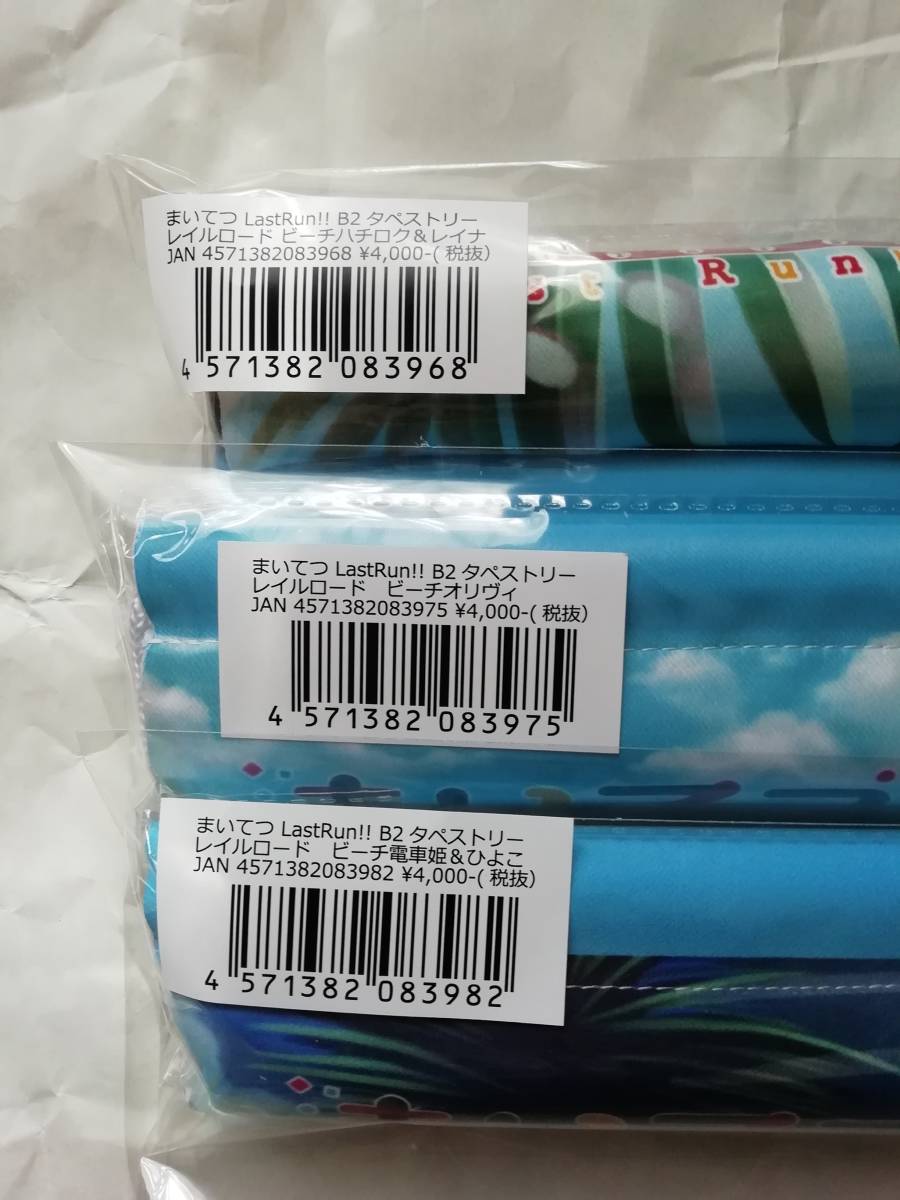 まいてつ LastRun!! B2 タペストリー
レイルロード ビーチハチロク＆レイナ
JAN 4571382083968 ¥4,000-(税抜)
4 571382 083968
st Run
まいてつ LastRun!! B2 タペストリー
レイルロード　ビーチオリヴィ
JAN 4571382083975 ¥4,000-(税抜)
4 571382 083975
まいてつ LastRun!! B2 タペストリー
レイルロード　ビーチ電車姫＆ひよこ
JAN 4571382083982 ¥4,000-(税抜)
4 571382 083982